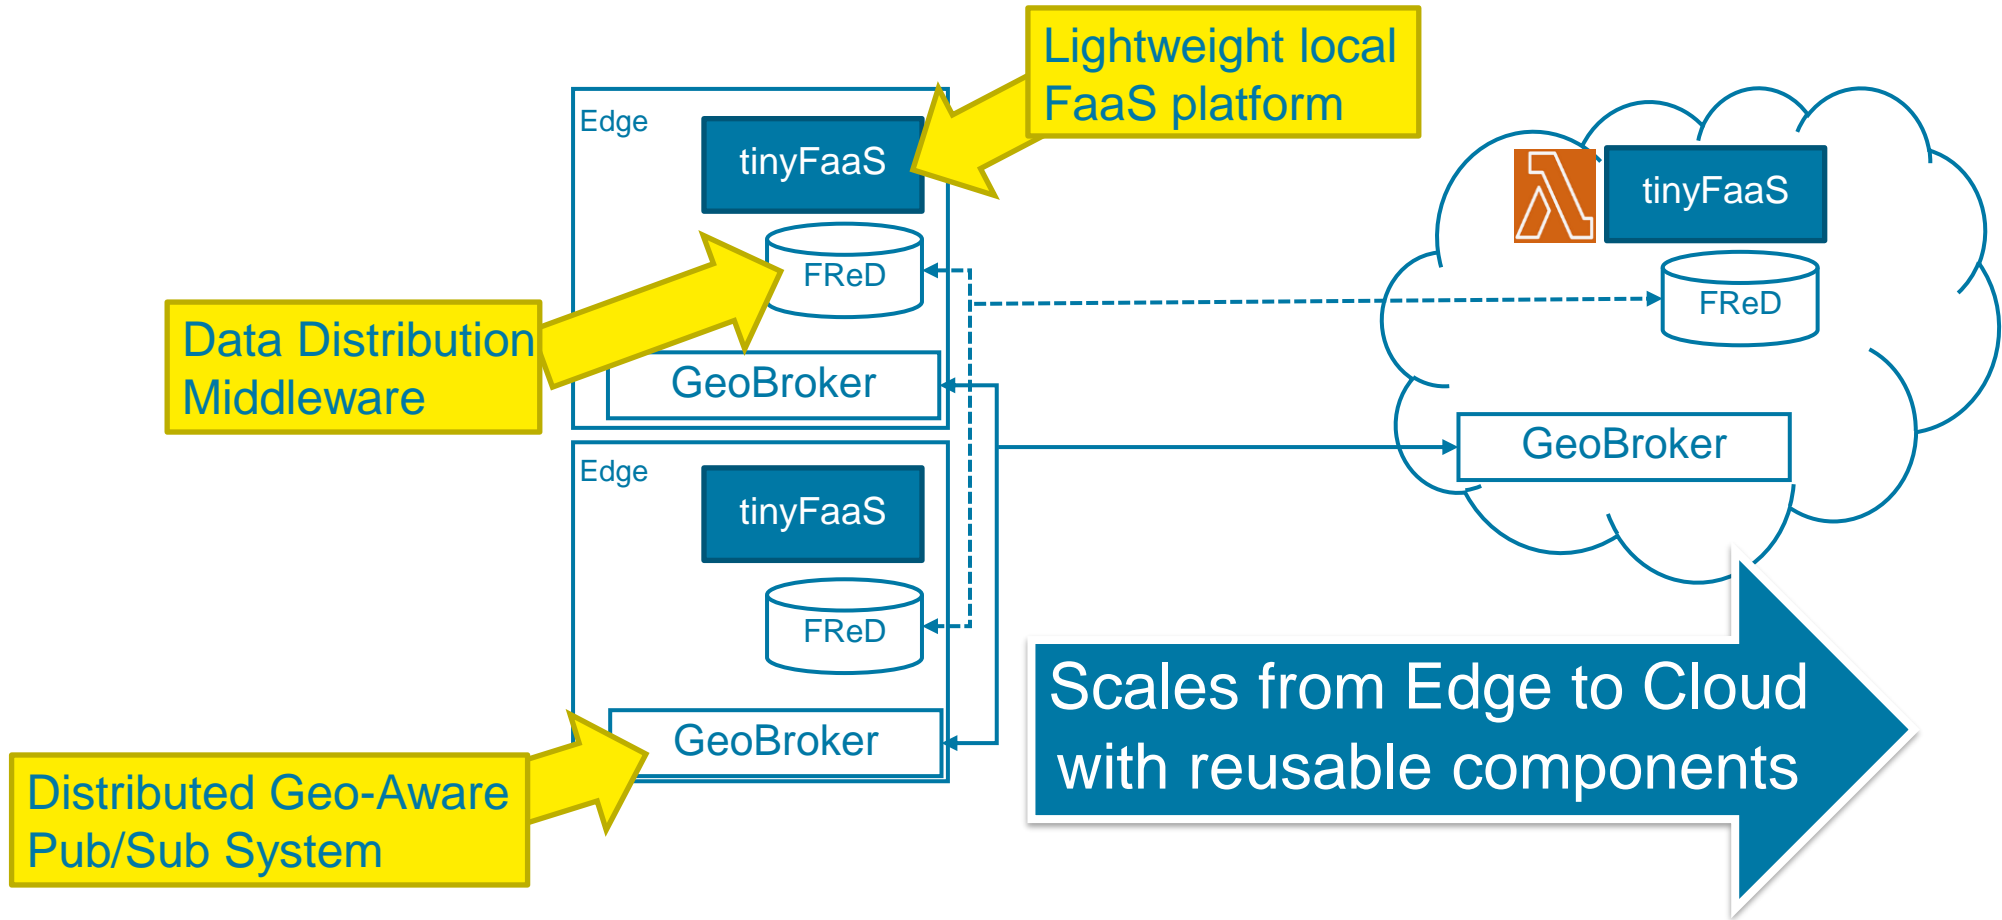 Lightweight local
FaaS platform
Edge
tinyFaaS
FReD
Data Distribution
Middleware
GeoBroker
Edge
tinyFaaS
FReD
GeoBroker
Distributed Geo-Aware
Pub/Sub System
tinyFaaS
FReD
GeoBroker
Scales from Edge to Cloud
with reusable components